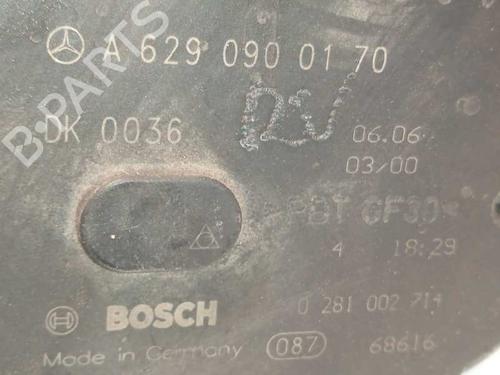 A 629 090 01 70
DK 0036
06.06
03/00
>PBT GF30<
4 18:29
BOSCH
0 281 002 714
Made in Germany 087 68616
B-PARTS